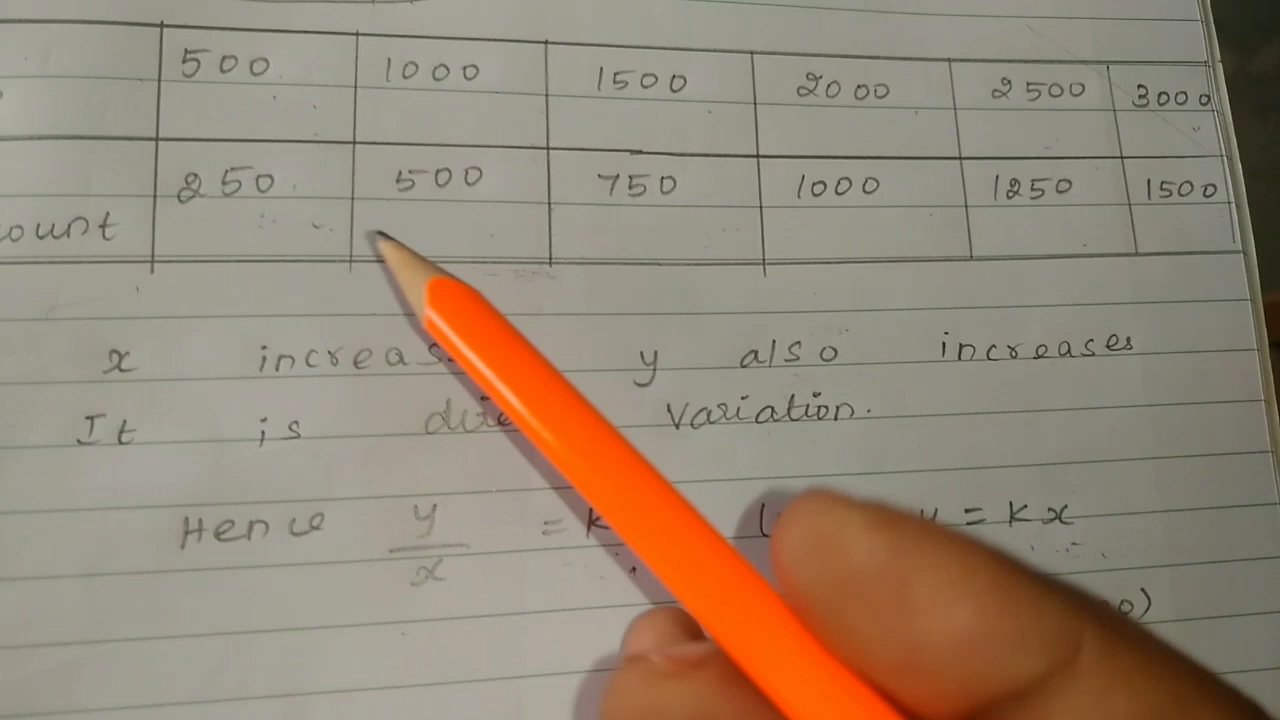 500 1000 1500 2000 2500 3000
250 500 750 1000 1250 1500
x increas y also increases
It is variation.
Hence y/x = k y = kx